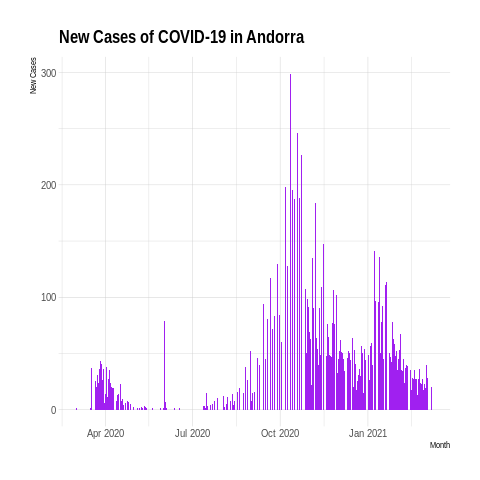 New Cases of COVID-19 in Andorra
New Cases
300
200
100
0
Apr 2020
Jul 2020
Oct 2020
Jan 2021
Month